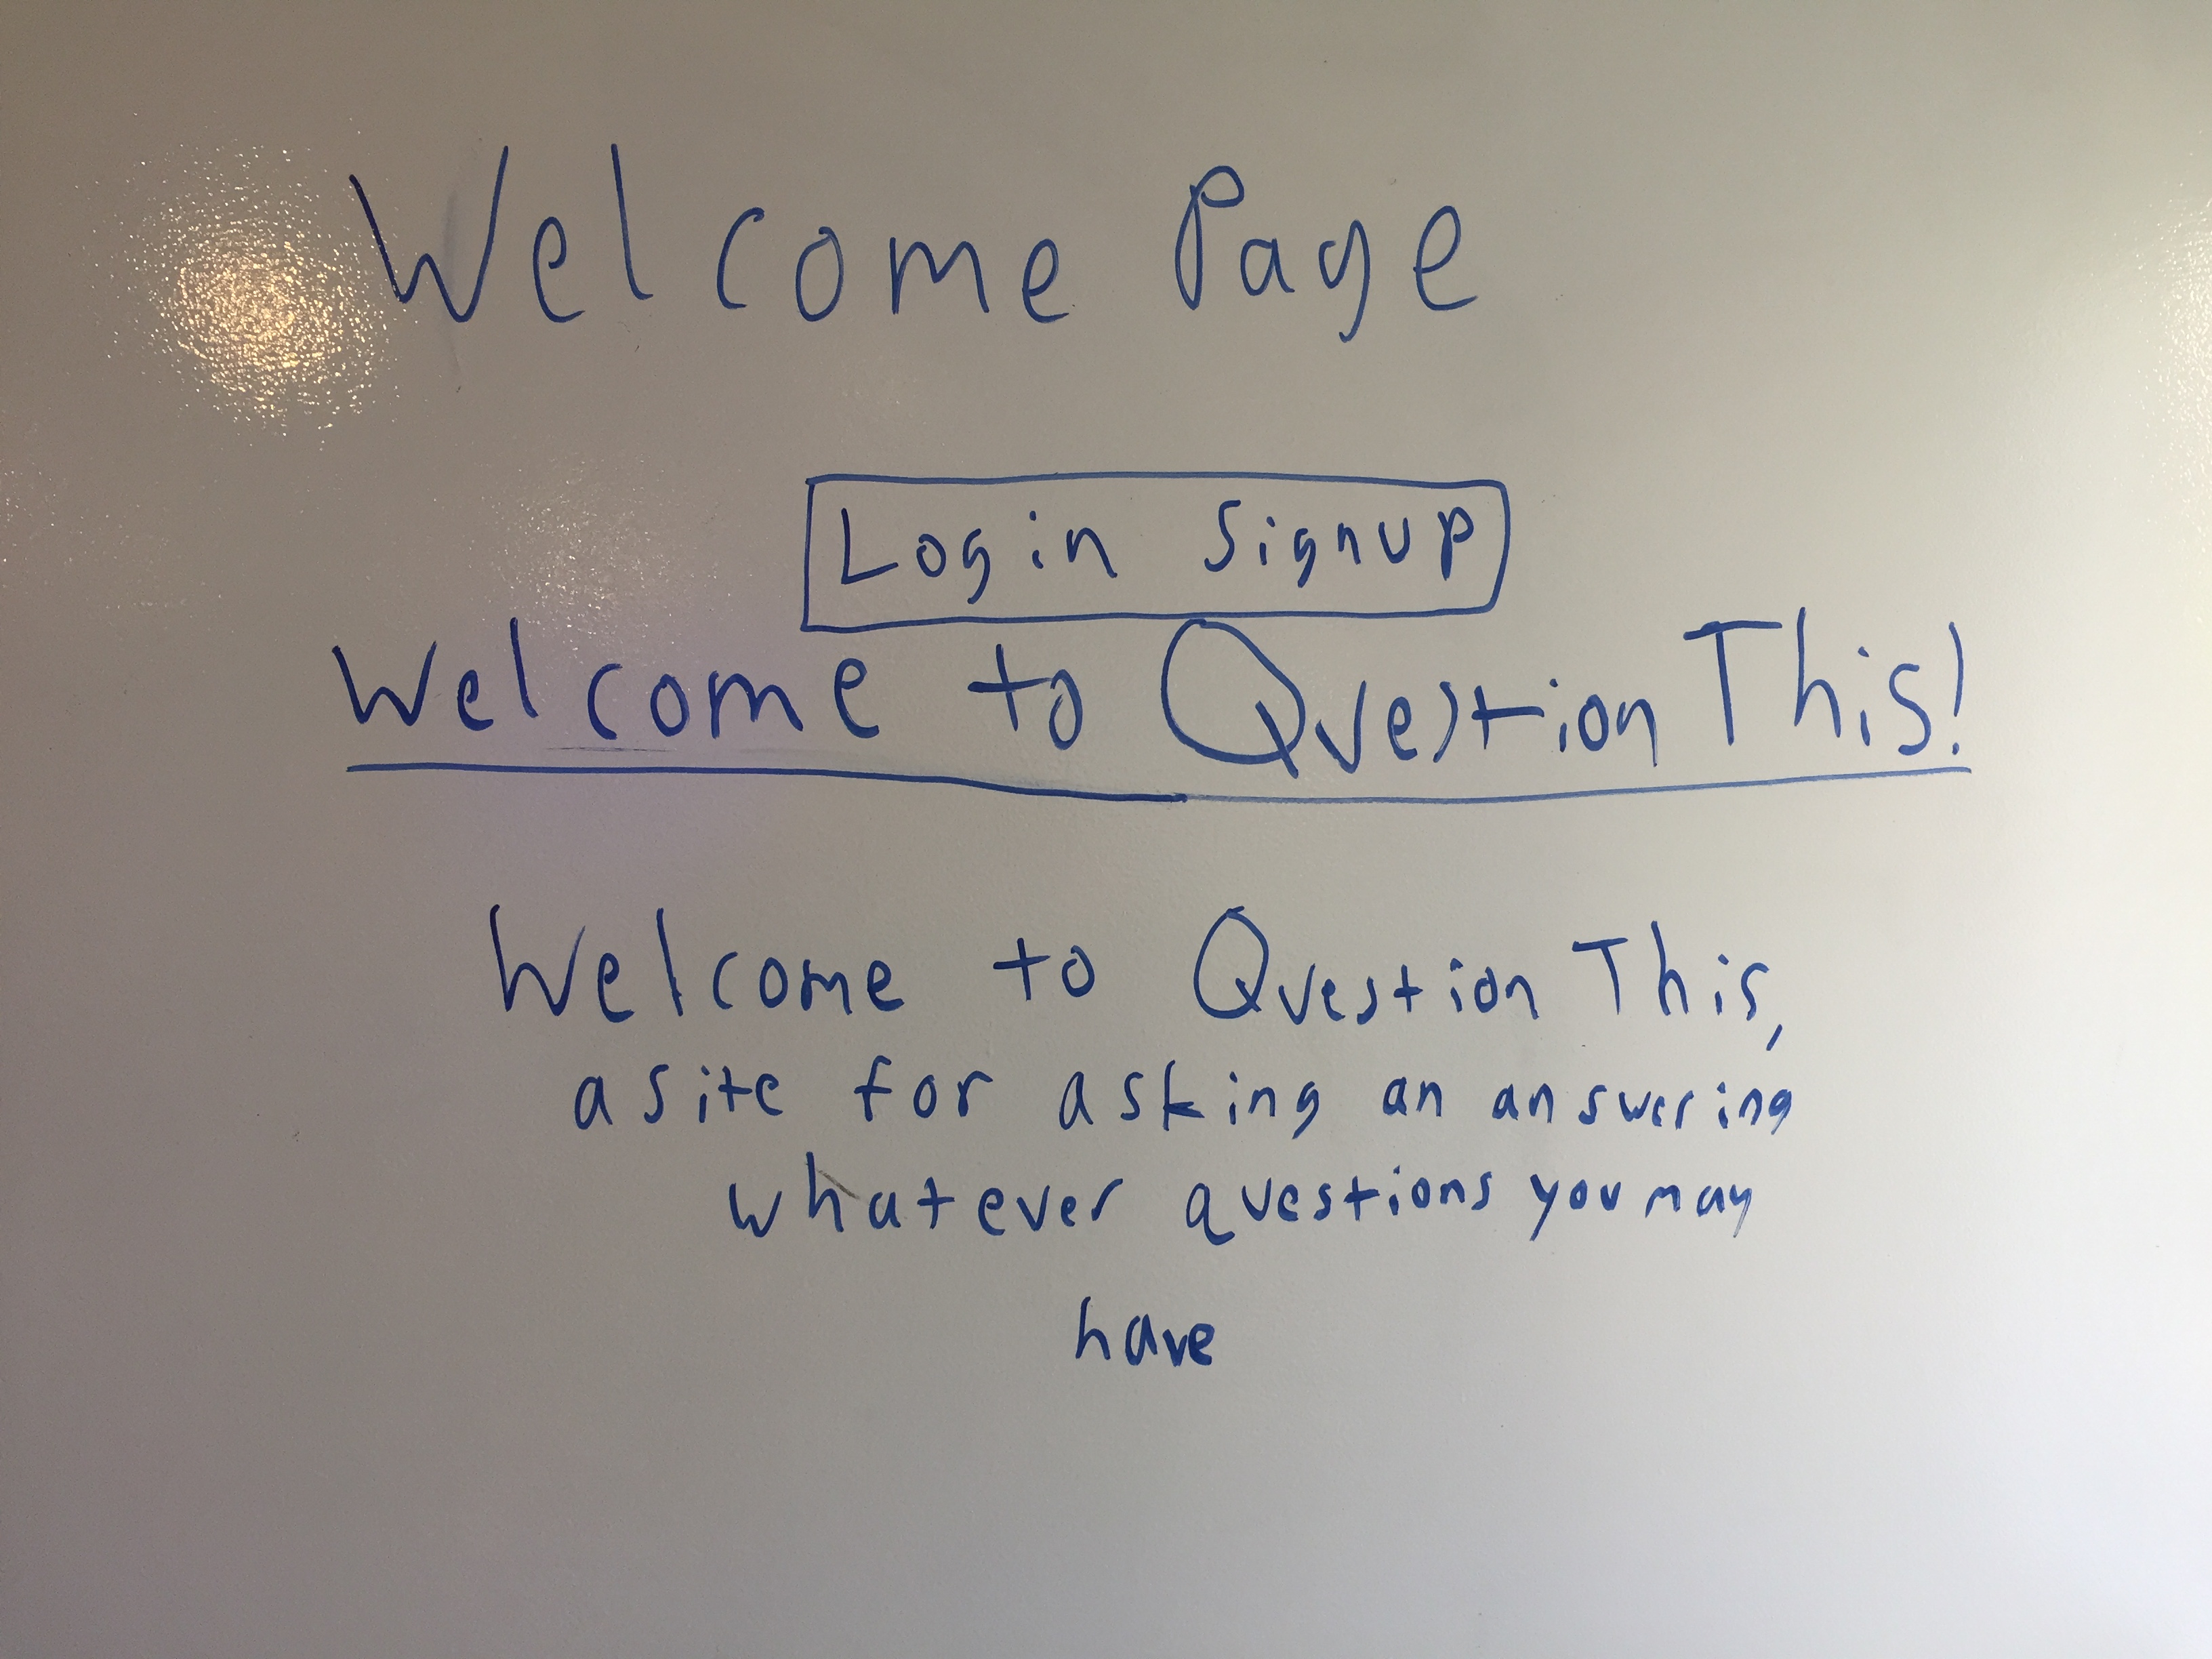 Welcome Page
Login Signup
Welcome to Question This!
Welcome to Question This,
a site for asking an answering
whatever questions you may
have